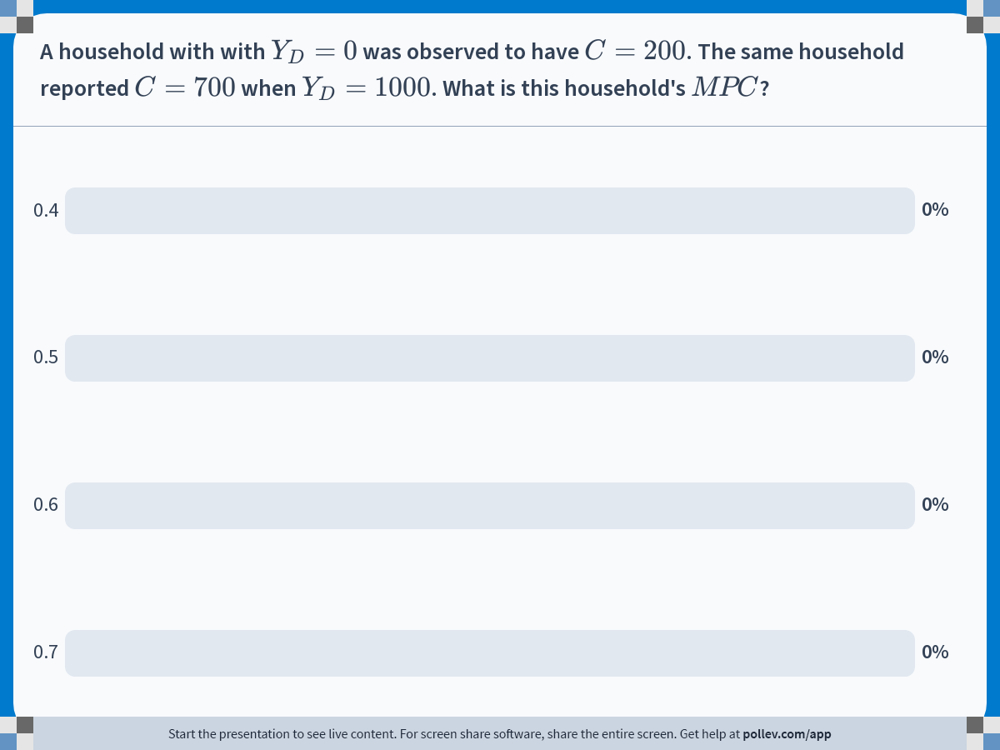 A household with with $Y_D = 0$ was observed to have $C = 200$. The same household
reported $C = 700$ when $Y_D = 1000$. What is this household's $MPC$?
0.4 0%
0.5 0%
0.6 0%
0.7 0%
Start the presentation to see live content. For screen share software, share the entire screen. Get help at pollev.com/app